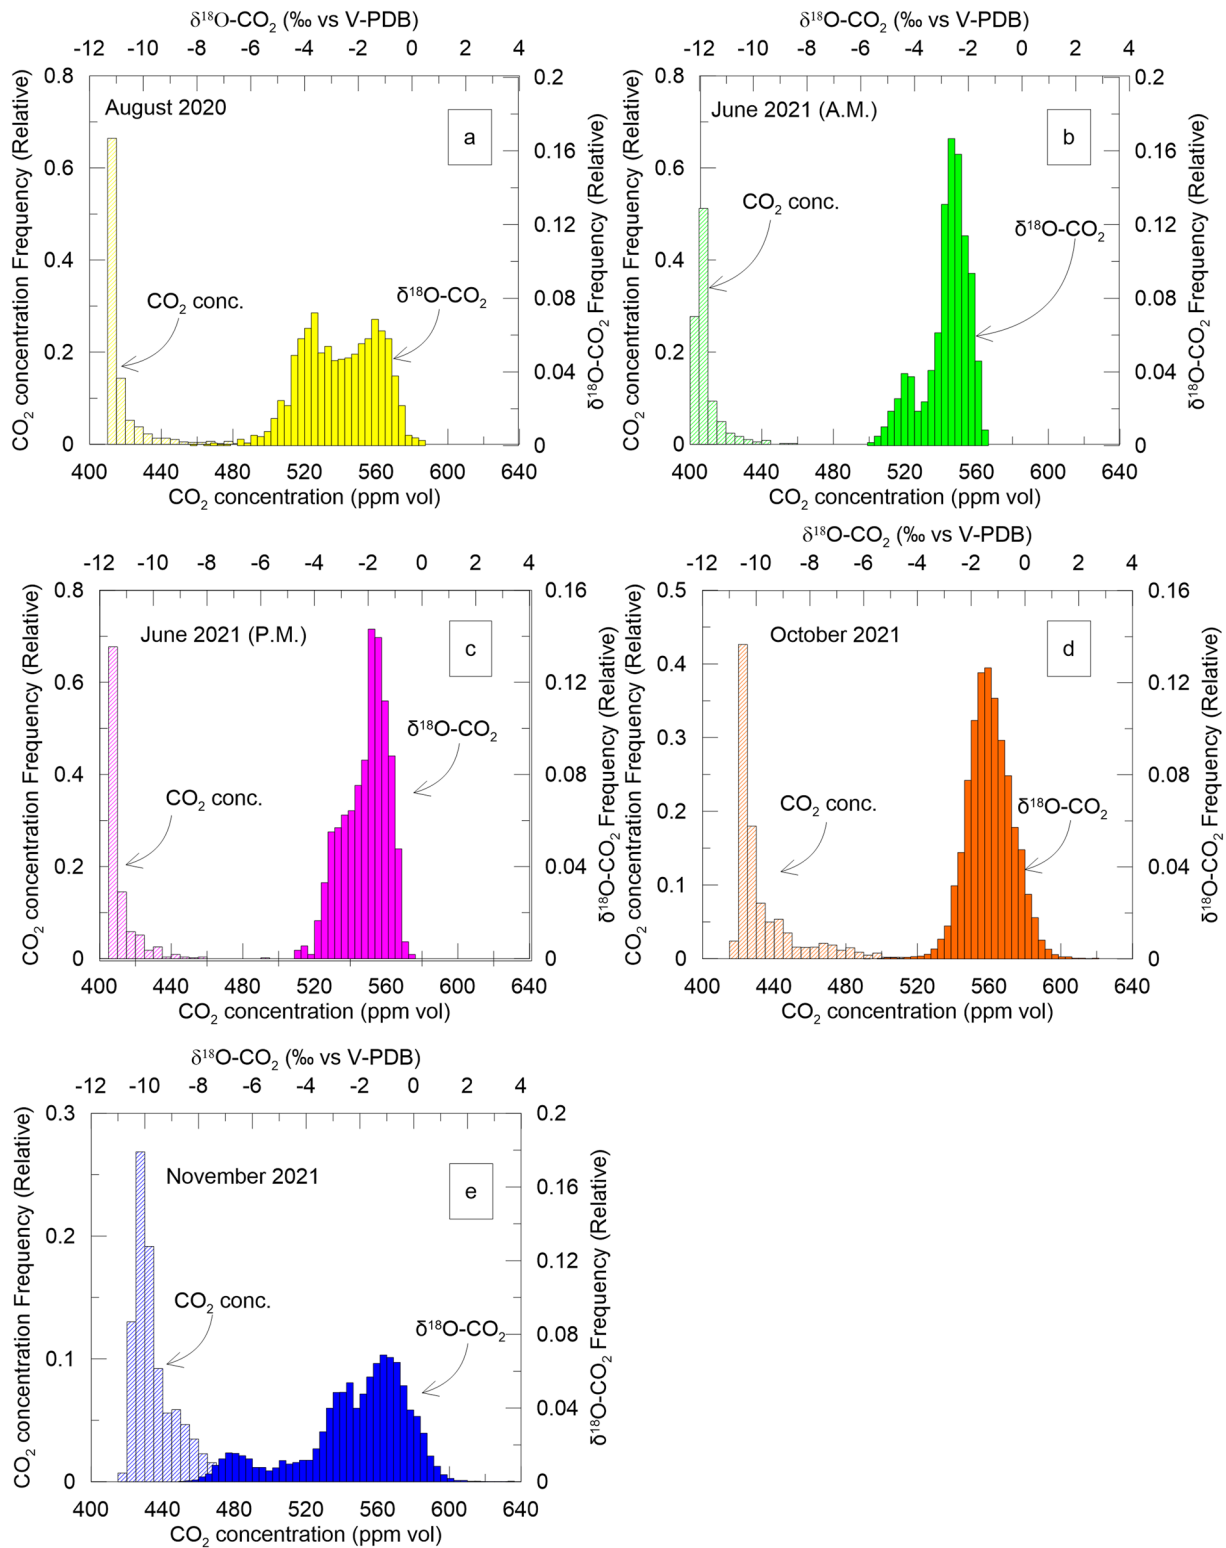 δ¹⁸O-CO₂ (‰ vs V-PDB)
-12 -10 -8 -6 -4 -2 0 2 4
CO₂ concentration Frequency (Relative)
0.8
0.6
0.4
0.2
0
August 2020
a
CO₂ conc.
δ¹⁸O-CO₂
0.2
0.16
0.12
0.08
0.04
0
δ¹⁸O-CO₂ Frequency (Relative)
400 440 480 520 560 600 640
CO₂ concentration (ppm vol)
δ¹⁸O-CO₂ (‰ vs V-PDB)
-12 -10 -8 -6 -4 -2 0 2 4
CO₂ concentration Frequency (Relative)
0.8
0.6
0.4
0.2
0
June 2021 (A.M.)
b
CO₂ conc.
δ¹⁸O-CO₂
0.2
0.16
0.12
0.08
0.04
0
δ¹⁸O-CO₂ Frequency (Relative)
400 440 480 520 560 600 640
CO₂ concentration (ppm vol)
-12 -10 -8 -6 -4 -2 0 2 4
CO₂ concentration Frequency (Relative)
0.8
0.6
0.4
0.2
0
June 2021 (P.M.)
c
δ¹⁸O-CO₂
CO₂ conc.
0.16
0.12
0.08
0.04
0
δ¹⁸O-CO₂ Frequency (Relative)
400 440 480 520 560 600 640
CO₂ concentration (ppm vol)
δ¹⁸O-CO₂ (‰ vs V-PDB)
-12 -10 -8 -6 -4 -2 0 2 4
CO₂ concentration Frequency (Relative)
0.5
0.4
0.3
0.2
0.1
0
October 2021
d
CO₂ conc.
δ¹⁸O-CO₂
0.16
0.12
0.08
0.04
0
δ¹⁸O-CO₂ Frequency (Relative)
400 440 480 520 560 600 640
CO₂ concentration (ppm vol)
δ¹⁸O-CO₂ (‰ vs V-PDB)
-12 -10 -8 -6 -4 -2 0 2 4
CO₂ concentration Frequency (Relative)
0.3
0.2
0.1
0
November 2021
e
CO₂ conc.
δ¹⁸O-CO₂
0.2
0.16
0.12
0.08
0.04
0
δ¹⁸O-CO₂ Frequency (Relative)
400 440 480 520 560 600 640
CO₂ concentration (ppm vol)